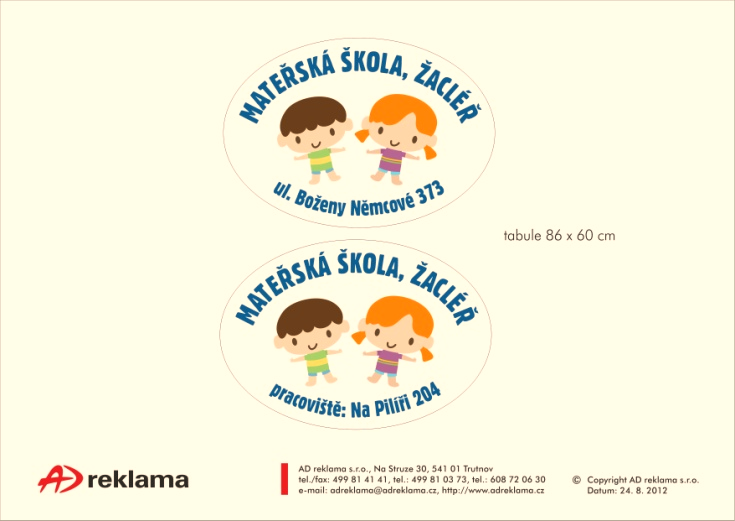 MATEŘSKÁ ŠKOLA, ŽACLÉŘ
ul. Boženy Němcové 373
tabule 86 x 60 cm
MATEŘSKÁ ŠKOLA, ŽACLÉŘ
pracoviště: Na Pilíři 204
AD reklama
AD reklama s.r.o., Na Struze 30, 541 01 Trutnov
tel./fax: 499 81 41 41, tel.: 499 81 03 73, tel.: 608 72 06 30
e-mail: adreklama@adreklama.cz, http://www.adreklama.cz
© Copyright AD reklama s.r.o.
Datum: 24. 8. 2012